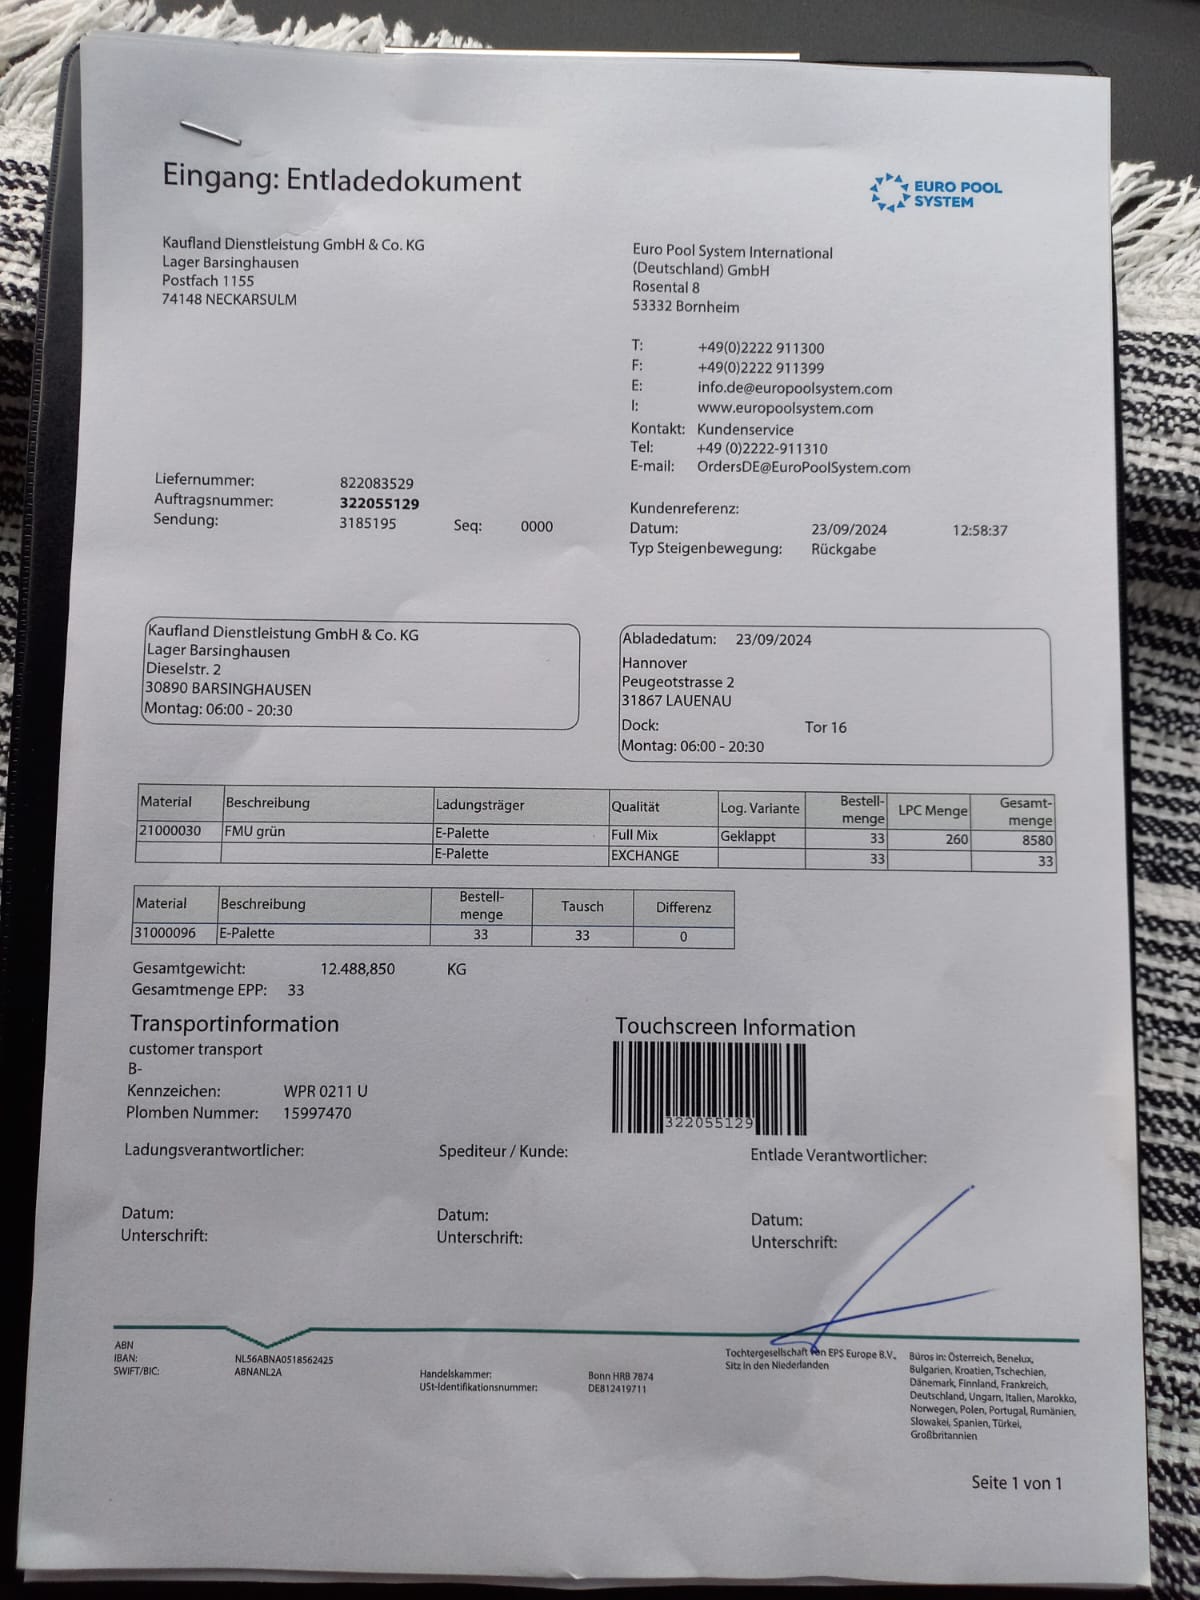 Eingang: Entladedokument
EURO POOL
SYSTEM
Kaufland Dienstleistung GmbH & Co. KG
Lager Barsinghausen
Postfach 1155
74148 NECKARSULM
Euro Pool System International
(Deutschland) GmbH
Rosental 8
53332 Bornheim
T: +49(0)2222 911300
F: +49(0)2222 911399
E: info.de@europoolsystem.com
I: www.europoolsystem.com
Kontakt: Kundenservice
Tel: +49 (0)2222-911310
E-mail: OrdersDE@EuroPoolSystem.com
Liefernummer: 822083529
Auftragsnummer: 322055129
Sendung: 3185195 Seq: 0000
Kundenreferenz:
Datum: 23/09/2024 12:58:37
Typ Steigenbewegung: Rückgabe
Kaufland Dienstleistung GmbH & Co. KG
Lager Barsinghausen
Dieselstr. 2
30890 BARSINGHAUSEN
Montag: 06:00 - 20:30
Abladedatum: 23/09/2024
Hannover
Peugeotstrasse 2
31867 LAUENAU
Dock: Tor 16
Montag: 06:00 - 20:30
Material Beschreibung Ladungsträger Qualität Log. Variante Bestell-menge LPC Menge Gesamt-menge
21000030 FMU grün E-Palette Full Mix Geklappt 33 260 8580
E-Palette EXCHANGE 33 33
Material Beschreibung Bestell-menge Tausch Differenz
31000096 E-Palette 33 33 0
Gesamtgewicht: 12.488,850 KG
Gesamtmenge EPP: 33
Transportinformation
customer transport
B-
Kennzeichen: WPR 0211 U
Plomben Nummer: 15997470
Touchscreen Information
322055129
Ladungsverantwortlicher:
Datum:
Unterschrift:
Spediteur / Kunde:
Datum:
Unterschrift:
Entlade Verantwortlicher:
Datum:
Unterschrift:
ABN
IBAN: NL56ABNA0518562425
SWIFT/BIC: ABNANL2A
Handelskammer: Bonn HRB 7874
USt-Identifikationsnummer: DE812419711
Tochtergesellschaft von EPS Europe B.V.
Sitz in den Niederlanden
Büros in: Österreich, Benelux,
Bulgarien, Kroatien, Tschechien,
Dänemark, Finnland, Frankreich,
Deutschland, Ungarn, Italien, Marokko,
Norwegen, Polen, Portugal, Rumänien,
Slowakei, Spanien, Türkei,
Großbritannien
Seite 1 von 1